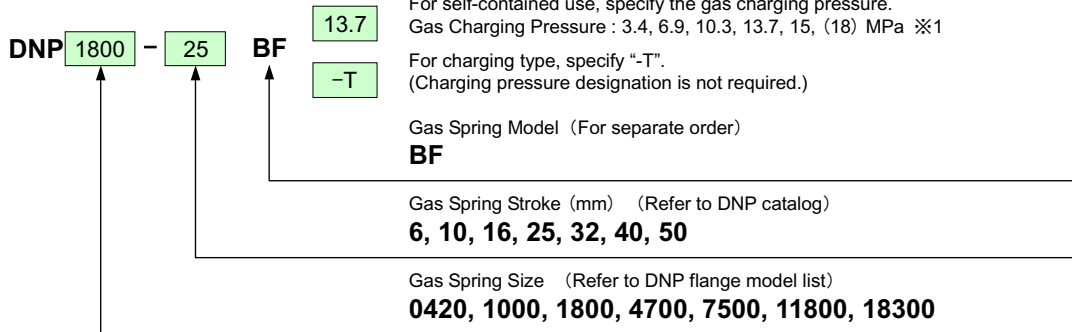 For self-contained use, specify the gas charging pressure.
13.7
Gas Charging Pressure : 3.4, 6.9, 10.3, 13.7, 15, (18) MPa ※1
DNP 1800 − 25 BF
−T
For charging type, specify “-T”.
(Charging pressure designation is not required.)
Gas Spring Model (For separate order)
BF
Gas Spring Stroke (mm) (Refer to DNP catalog)
6, 10, 16, 25, 32, 40, 50
Gas Spring Size (Refer to DNP flange model list)
0420, 1000, 1800, 4700, 7500, 11800, 18300